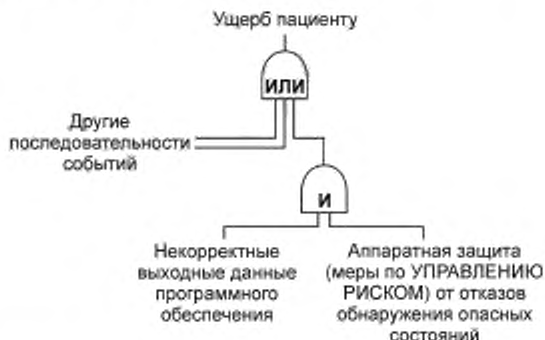 Ущерб пациенту
ИЛИ
Другие
последовательности
событий
И
Некорректные
выходные данные
программного
обеспечения
Аппаратная защита
(меры по УПРАВЛЕНИЮ
РИСКОМ) от отказов
обнаружения опасных
состояний